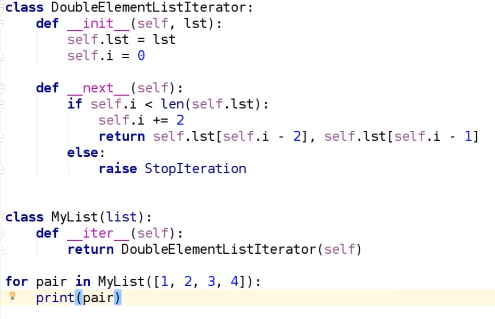 class DoubleElementListIterator:
    def __init__(self, lst):
        self.lst = lst
        self.i = 0

    def __next__(self):
        if self.i < len(self.lst):
            self.i += 2
            return self.lst[self.i - 2], self.lst[self.i - 1]
        else:
            raise StopIteration


class MyList(list):
    def __iter__(self):
        return DoubleElementListIterator(self)

for pair in MyList([1, 2, 3, 4]):
    print(pair)